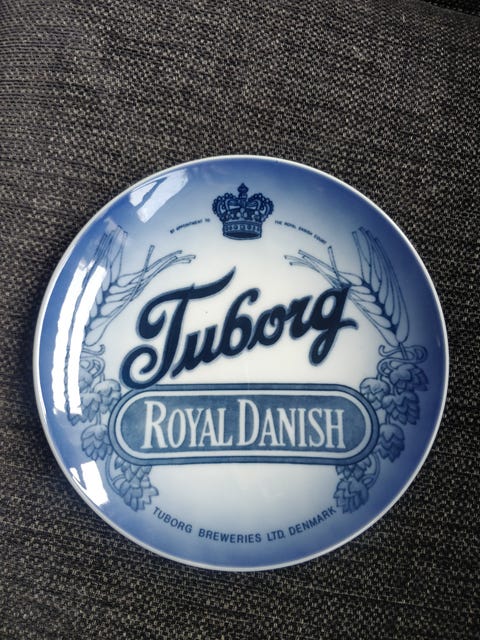 BY APPOINTMENT TO THE ROYAL DANISH COURT
Tuborg
ROYAL DANISH
TUBORG BREWERIES LTD. DENMARK